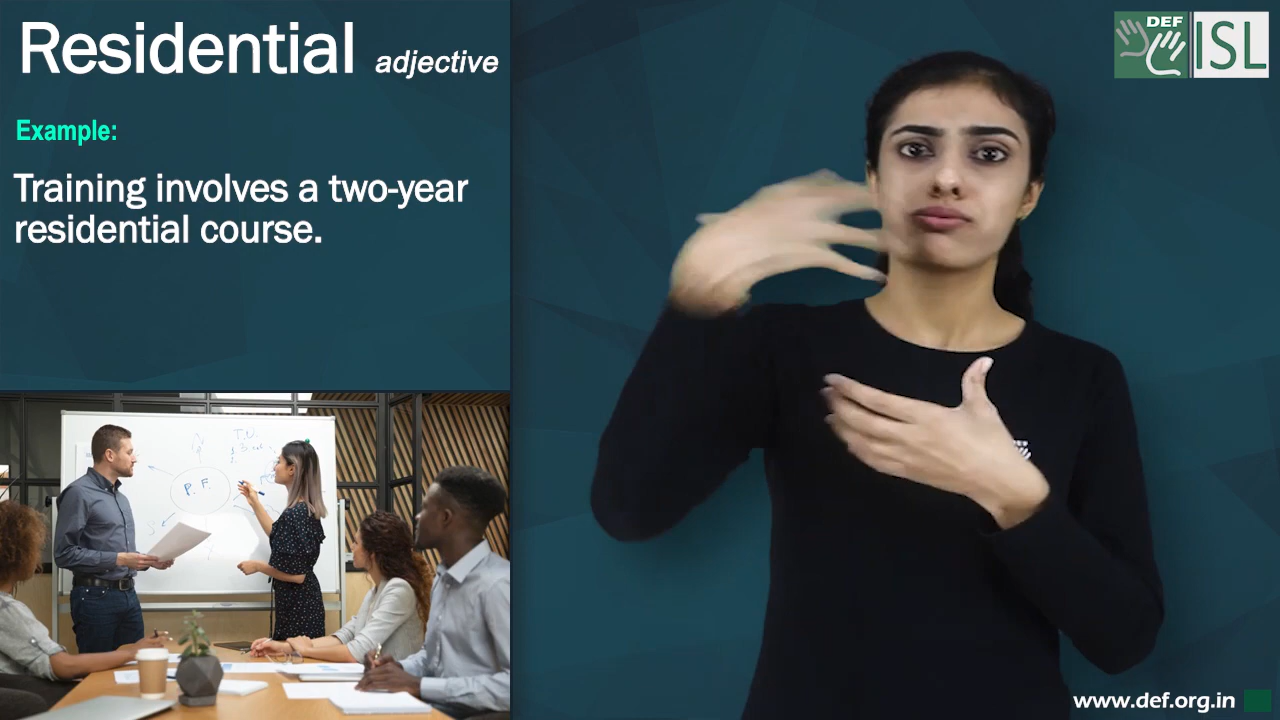 Residential adjective
Example:
Training involves a two-year
residential course.
DEF
ISL
P. F.
www.def.org.in